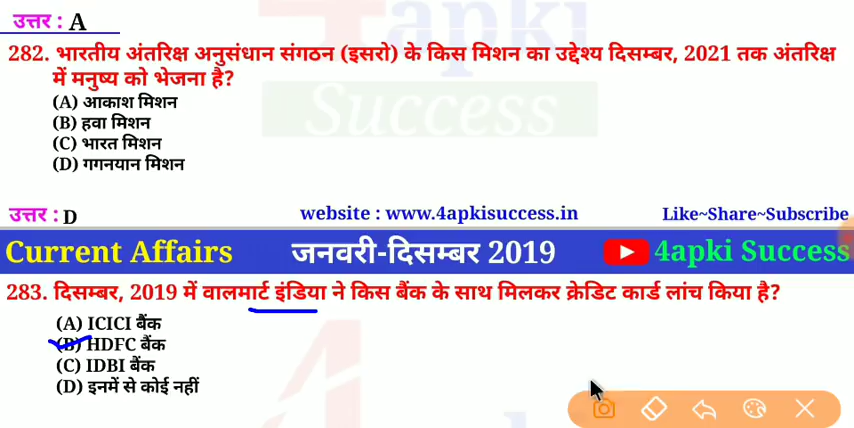 उत्तर : A
282. भारतीय अंतरिक्ष अनुसंधान संगठन (इसरो) के किस मिशन का उद्देश्य दिसम्बर, 2021 तक अंतरिक्ष
में मनुष्य को भेजना है?
(A) आकाश मिशन
(B) हवा मिशन
(C) भारत मिशन
(D) गगनयान मिशन
apki
Success
उत्तर : D
website : www.4apkisuccess.in
Like~Share~Subscribe
Current Affairs जनवरी-दिसम्बर 2019 4apki Success
283. दिसम्बर, 2019 में वालमार्ट इंडिया ने किस बैंक के साथ मिलकर क्रेडिट कार्ड लांच किया है?
(A) ICICI बैंक
(B) HDFC बैंक
(C) IDBI बैंक
(D) इनमें से कोई नहीं